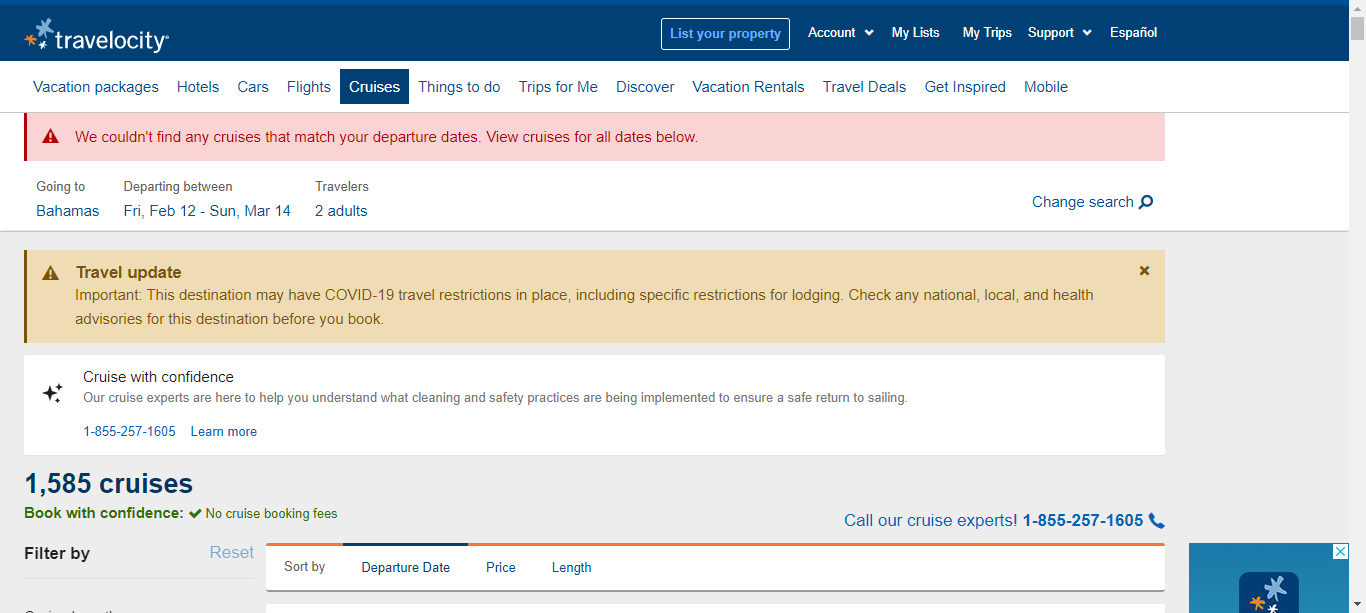 travelocity
List your property
Account
My Lists
My Trips
Support
Español
Vacation packages
Hotels
Cars
Flights
Cruises
Things to do
Trips for Me
Discover
Vacation Rentals
Travel Deals
Get Inspired
Mobile
We couldn't find any cruises that match your departure dates. View cruises for all dates below.
Going to
Bahamas
Departing between
Fri, Feb 12 - Sun, Mar 14
Travelers
2 adults
Change search
Travel update
Important: This destination may have COVID-19 travel restrictions in place, including specific restrictions for lodging. Check any national, local, and health
advisories for this destination before you book.
Cruise with confidence
Our cruise experts are here to help you understand what cleaning and safety practices are being implemented to ensure a safe return to sailing.
1-855-257-1605 Learn more
1,585 cruises
Book with confidence: No cruise booking fees
Call our cruise experts! 1-855-257-1605
Filter by
Reset
Sort by
Departure Date
Price
Length